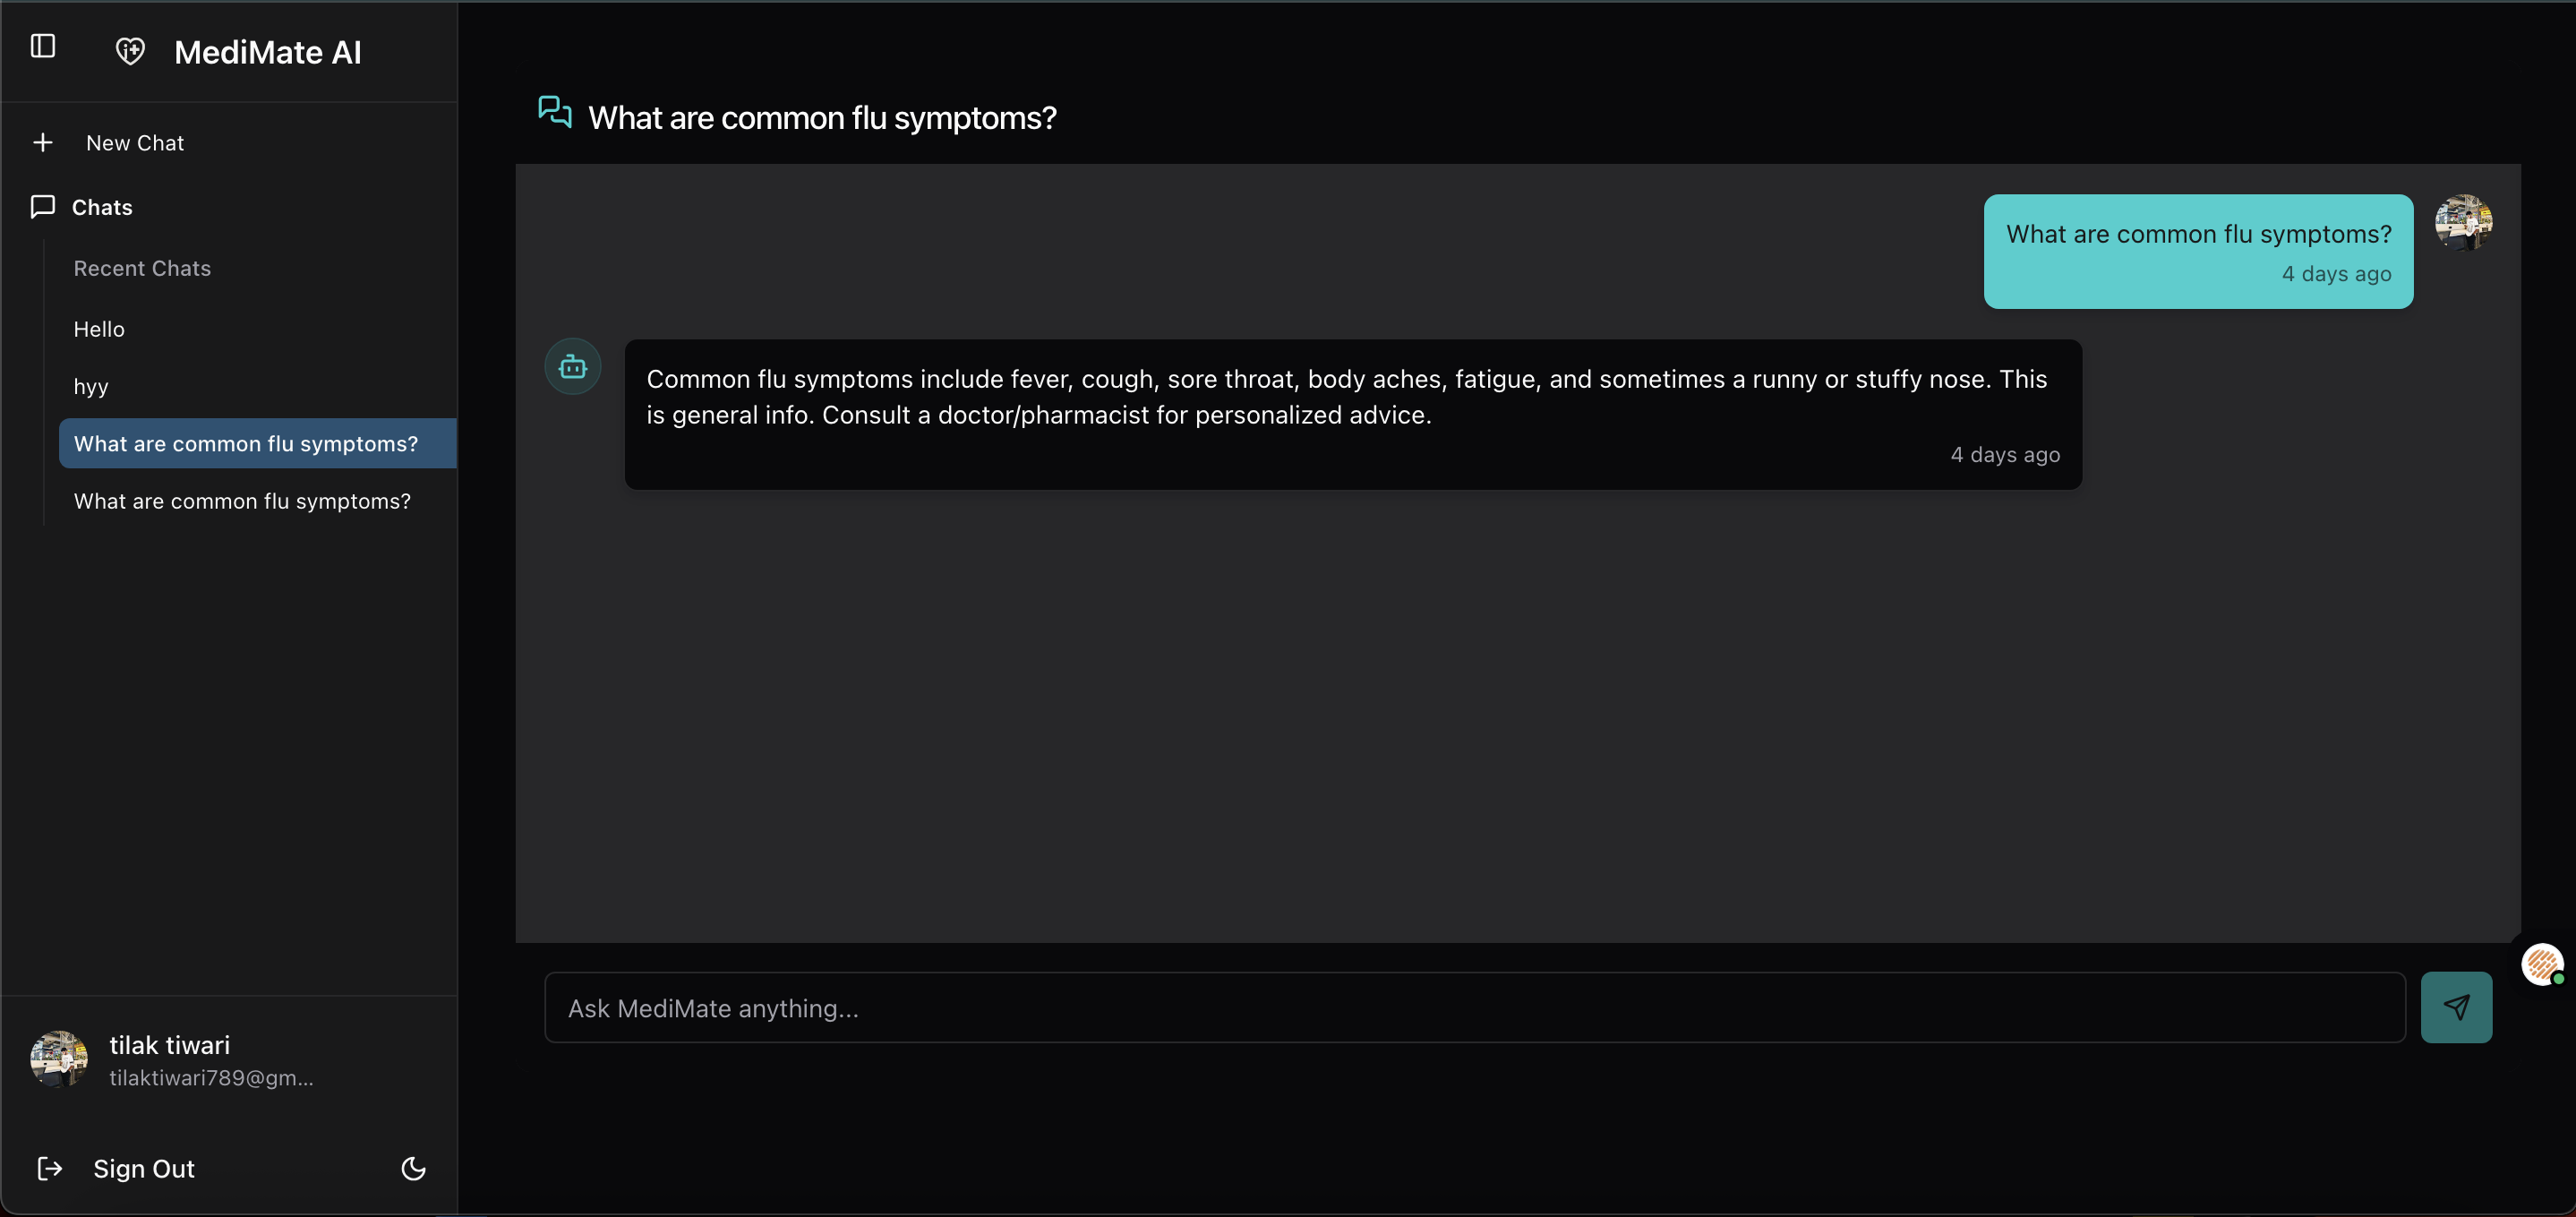 MediMate AI
New Chat
Chats
Recent Chats
Hello
hyy
What are common flu symptoms?
What are common flu symptoms?
tilak tiwari
tilaktiwari789@gm...
Sign Out
What are common flu symptoms?
What are common flu symptoms?
4 days ago
Common flu symptoms include fever, cough, sore throat, body aches, fatigue, and sometimes a runny or stuffy nose. This
is general info. Consult a doctor/pharmacist for personalized advice.
4 days ago
Ask MediMate anything...